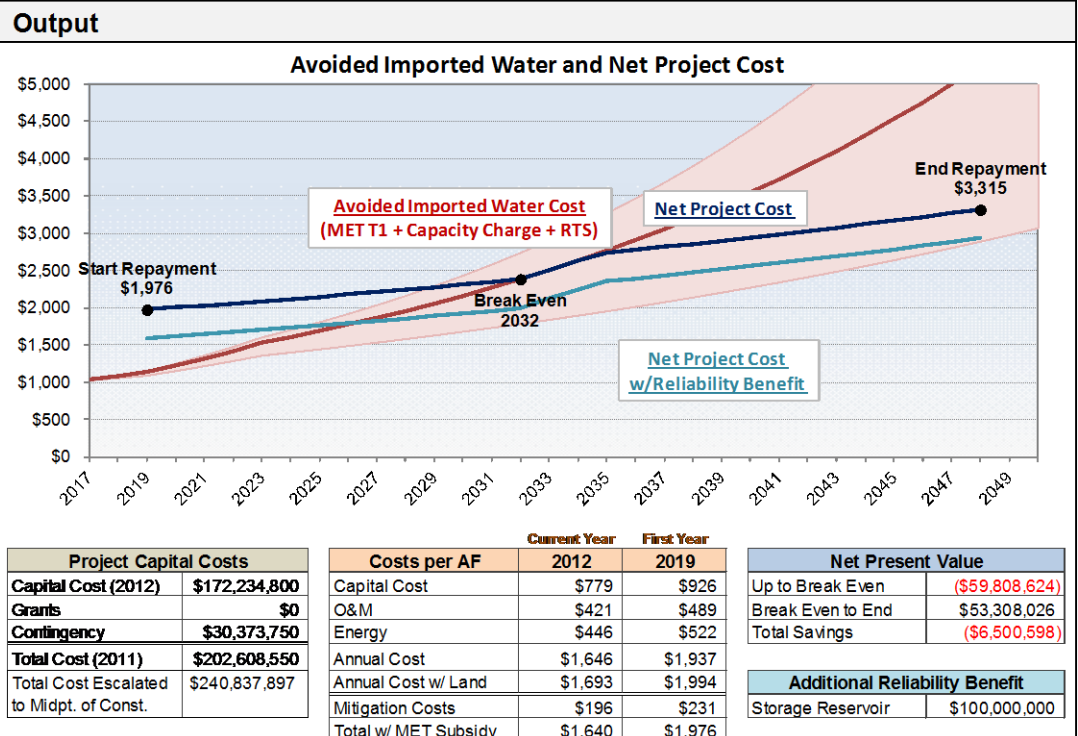 Output
Avoided Imported Water and Net Project Cost
$5,000
$4,500
$4,000
$3,500
$3,000
$2,500
$2,000
$1,500
$1,000
$500
$0
Avoided Imported Water Cost
(MET T1 + Capacity Charge + RTS)
Net Project Cost
End Repayment
$3,315
Start Repayment
$1,976
Break Even
2032
Net Project Cost
w/Reliability Benefit
2017 2019 2021 2023 2025 2027 2029 2031 2033 2035 2037 2039 2041 2043 2045 2047 2049
Project Capital Costs
Capital Cost (2012) $172,234,800
Grants $0
Contingency $30,373,750
Total Cost (2011) $202,608,550
Total Cost Escalated $240,837,897
to Midpt. of Const.
Current Year First Year
Costs per AF 2012 2019
Capital Cost $779 $926
O&M $421 $489
Energy $446 $522
Annual Cost $1,646 $1,937
Annual Cost w/ Land $1,693 $1,994
Mitigation Costs $196 $231
Total w/ MET Subsidy $1,640 $1,976
Net Present Value
Up to Break Even ($59,808,624)
Break Even to End $53,308,026
Total Savings ($6,500,598)
Additional Reliability Benefit
Storage Reservoir $100,000,000